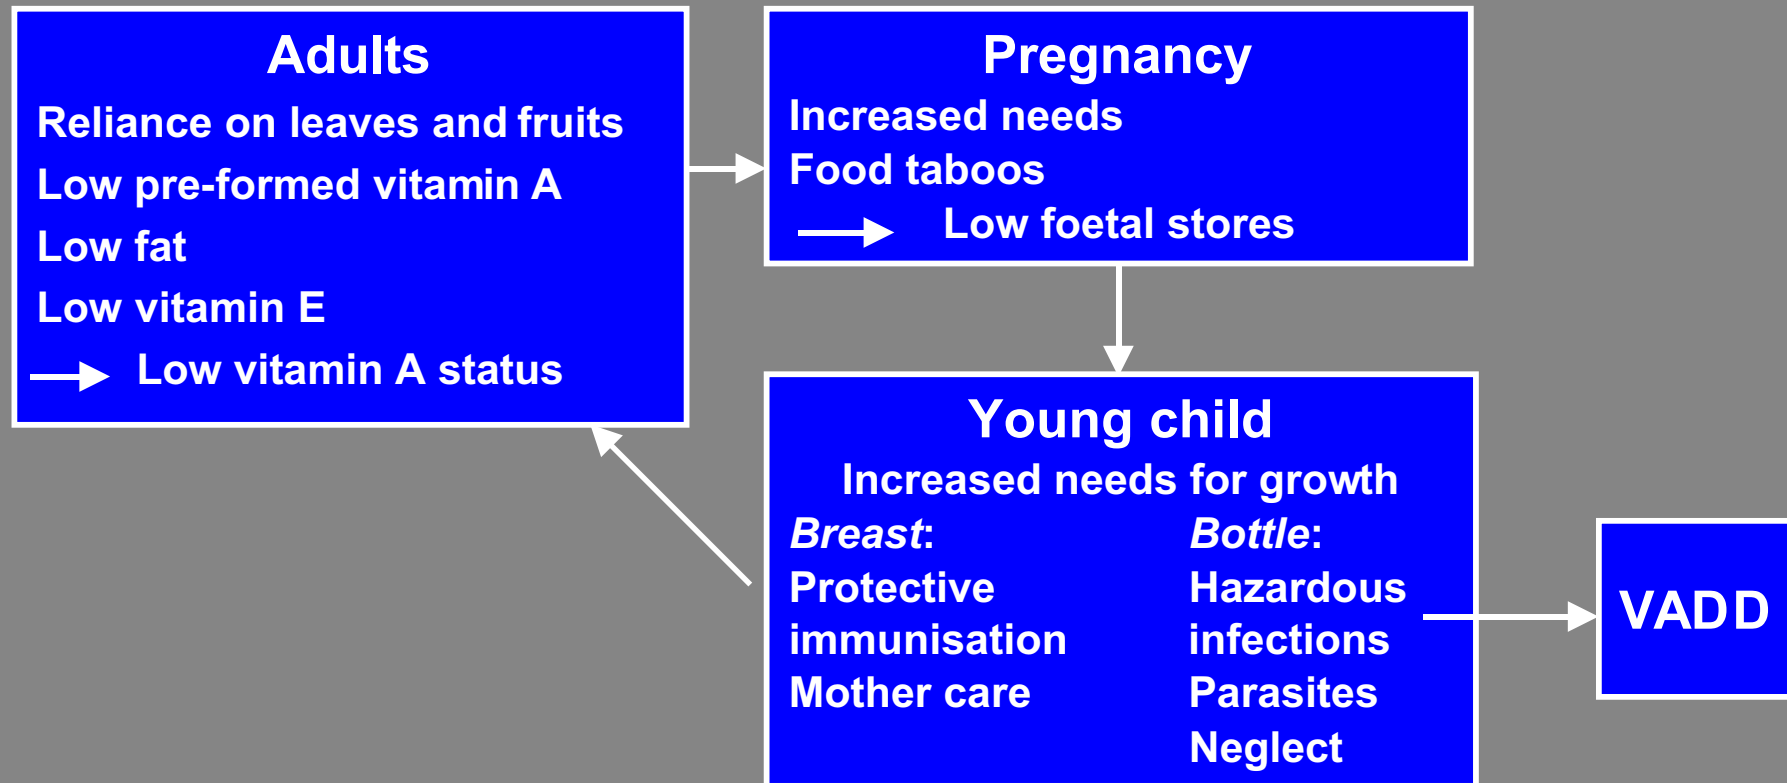 Adults
Reliance on leaves and fruits
Low pre-formed vitamin A
Low fat
Low vitamin E
Low vitamin A status
Pregnancy
Increased needs
Food taboos
Low foetal stores
Young child
Increased needs for growth
Breast:
Protective
immunisation
Mother care
Bottle:
Hazardous
infections
Parasites
Neglect
VADD